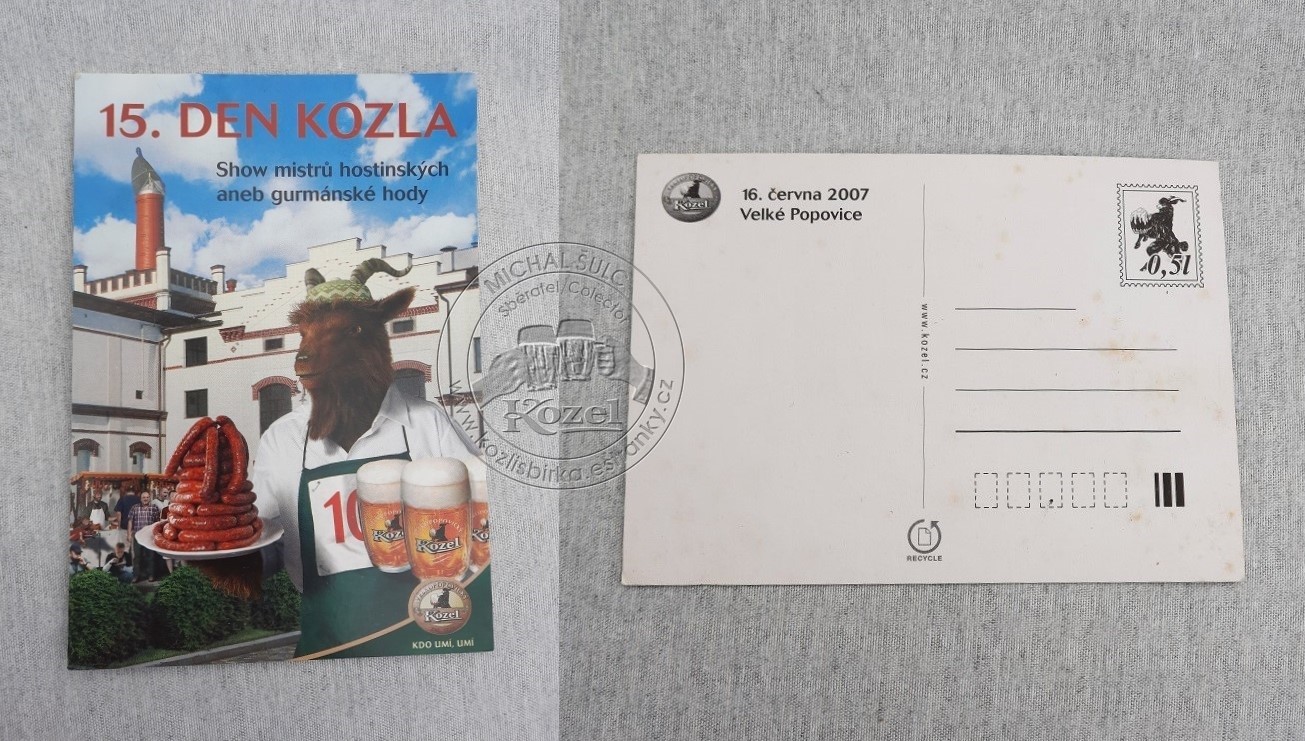 15. DEN KOZLA
Show mistrů hostinských
aneb gurmánské hody
10
Kozel
Kozel
KDO UMÍ, UMÍ
MICHAL ŠULC
Sběratel/Colector
Kozel
www.kozlisbirka.estranky.cz
Kozel
16. června 2007
Velké Popovice
0,5l
www.kozel.cz
RECYCLE